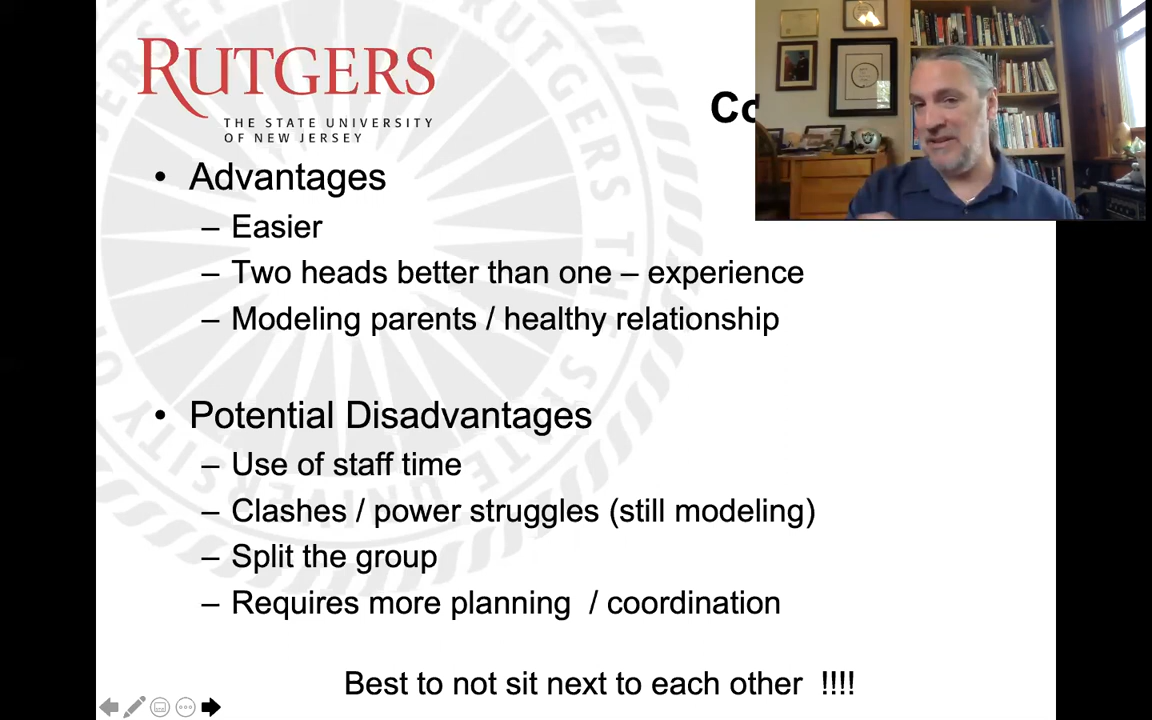 RUTGERS
THE STATE UNIVERSITY
OF NEW JERSEY
• Advantages
– Easier
– Two heads better than one – experience
– Modeling parents / healthy relationship
• Potential Disadvantages
– Use of staff time
– Clashes / power struggles (still modeling)
– Split the group
– Requires more planning / coordination
Best to not sit next to each other !!!!